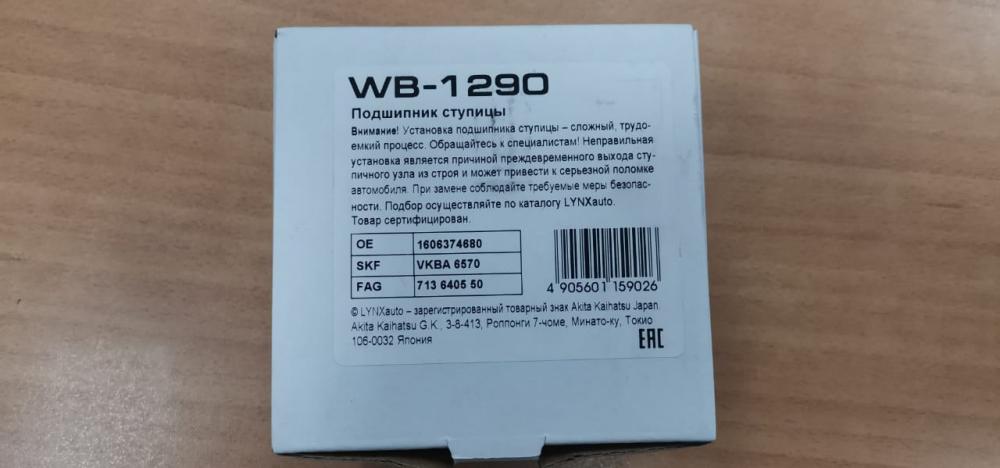 WB-1290
Подшипник ступицы
Внимание! Установка подшипника ступицы – сложный, трудо-
емкий процесс. Обращайтесь к специалистам! Неправильная
установка является причиной преждевременного выхода сту-
пичного узла из строя и может привести к серьезной поломке
автомобиля. При замене соблюдайте требуемые меры безопас-
ности. Подбор осуществляйте по каталогу LYNXauto.
Товар сертифицирован.
OE 1606374680
SKF VKBA 6570
FAG 713 6405 50
4 905601 159026
© LYNXauto – зарегистрированный товарный знак Akita Kaihatsu Japan.
Akita Kaihatsu G.K., 3-8-413, Роппонги 7-чоме, Минато-ку, Токио
106-0032 Япония
EAC